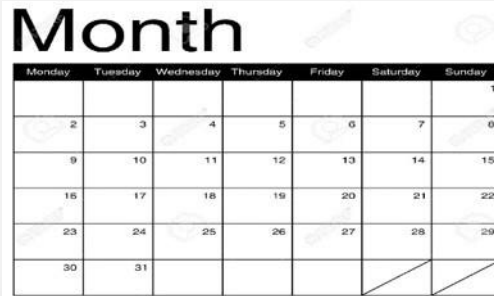 Month
Monday Tuesday Wednesday Thursday Friday Saturday Sunday
1
2 3 4 5 6 7 8
9 10 11 12 13 14 15
16 17 18 19 20 21 22
23 24 25 26 27 28 29
30 31